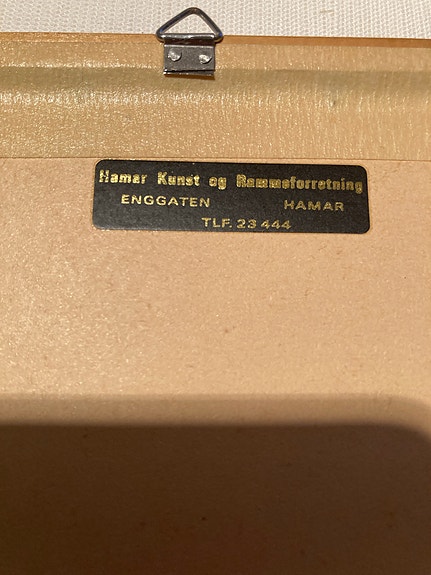 Hamar Kunst og Rammeforretning
ENGGATEN HAMAR
TLF. 23 444